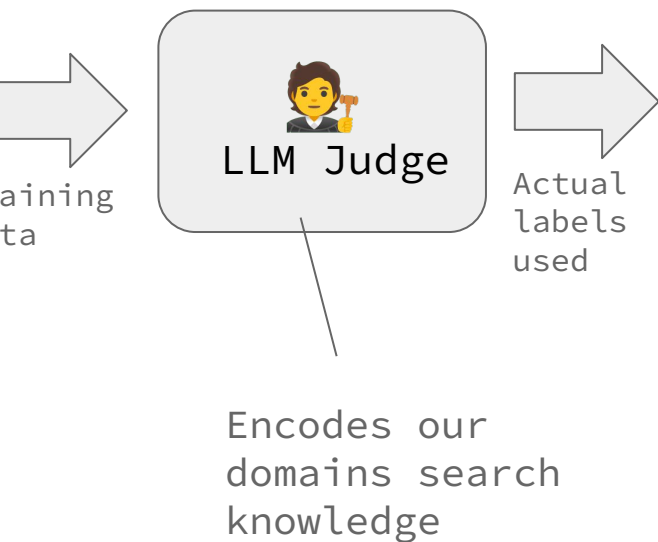 LLM Judge
aining
ta
Actual
labels
used
Encodes our
domains search
knowledge